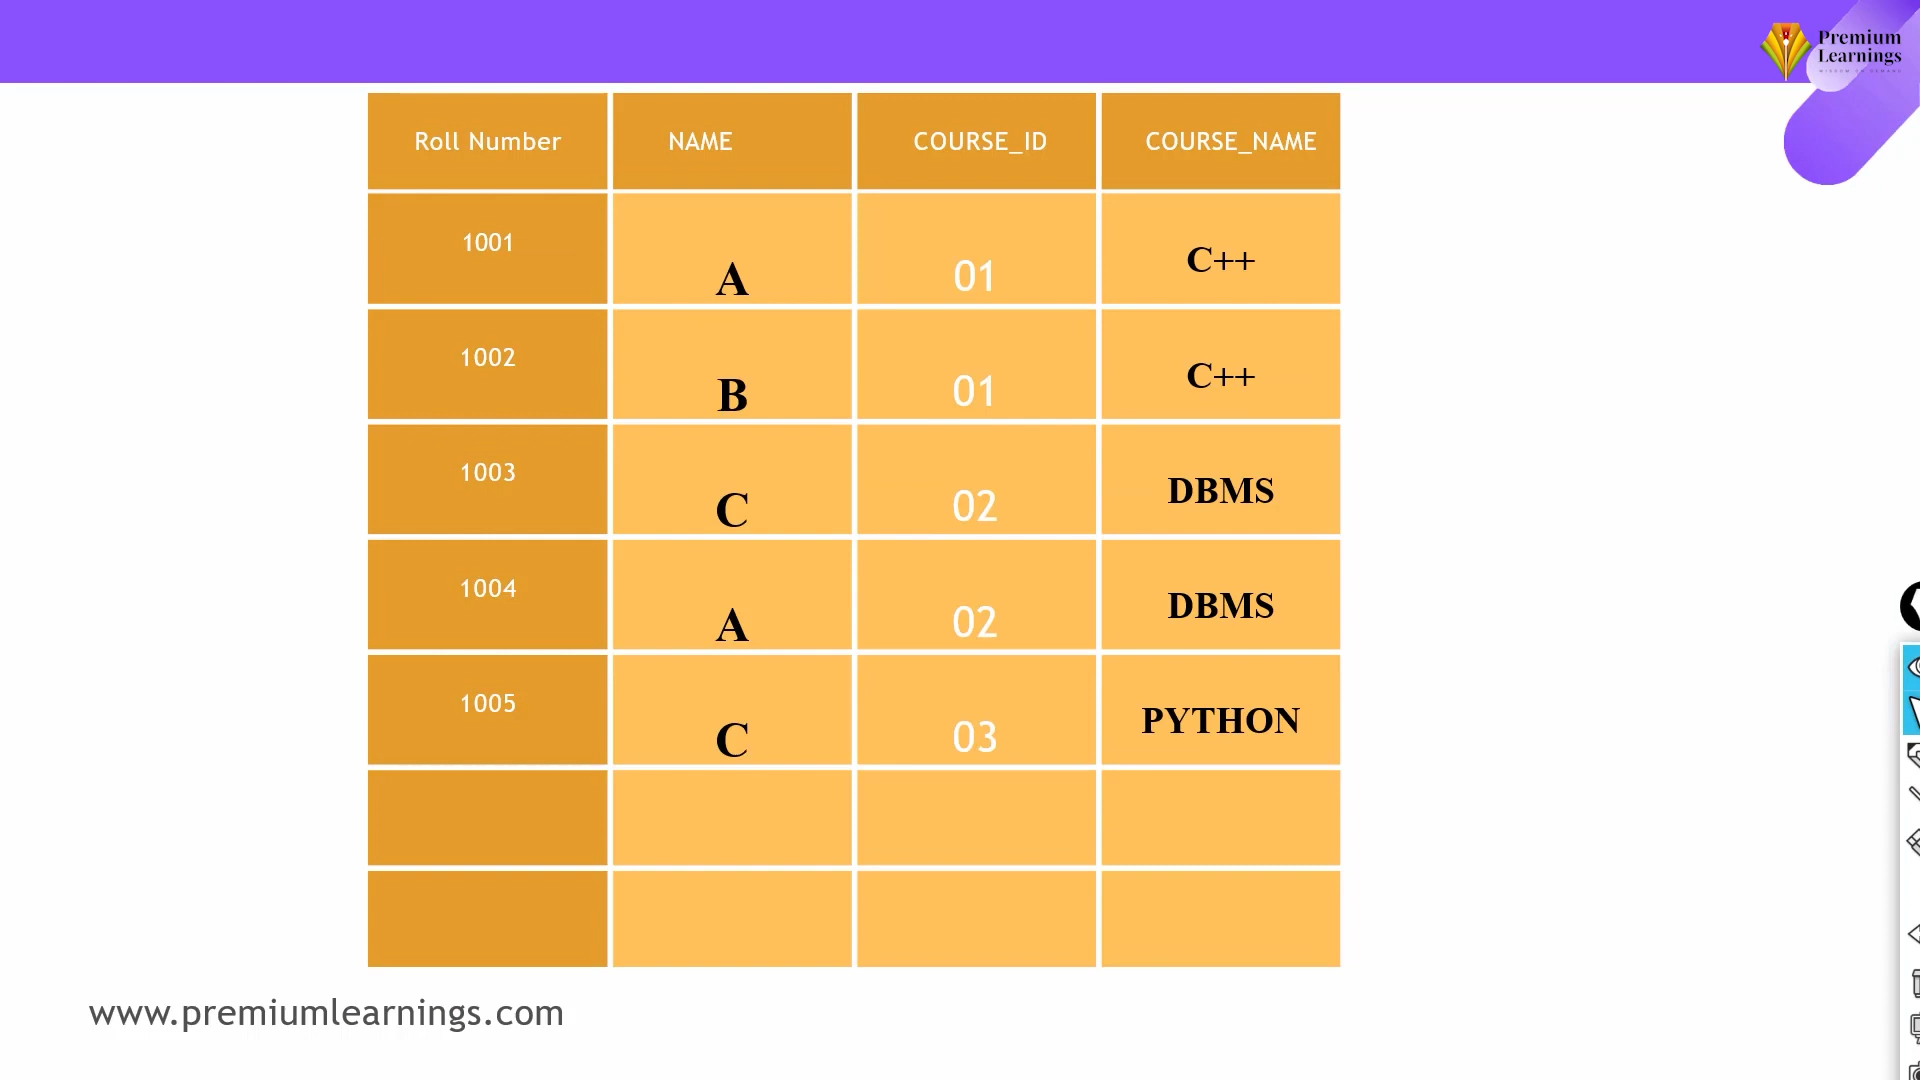 Premium
Learnings
Roll Number NAME COURSE_ID COURSE_NAME
1001 A 01 C++
1002 B 01 C++
1003 C 02 DBMS
1004 A 02 DBMS
1005 C 03 PYTHON
www.premiumlearnings.com